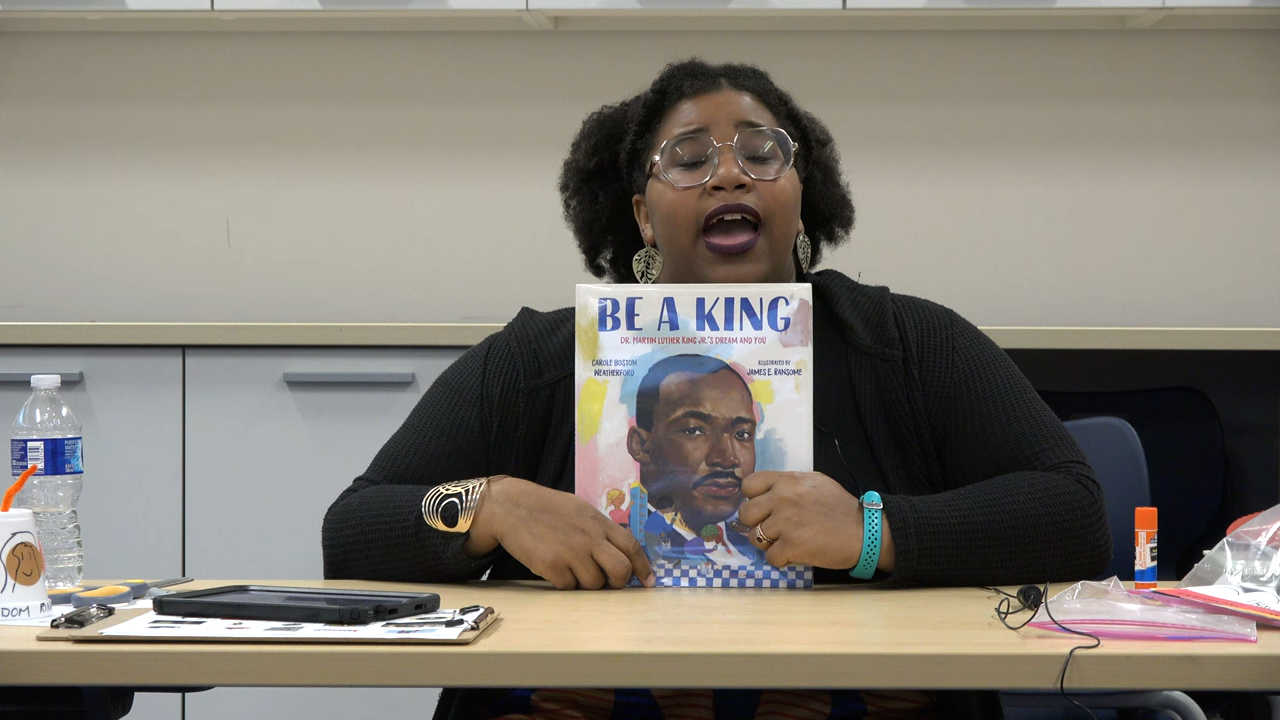 BE A KING
DR. MARTIN LUTHER KING JR.'S DREAM AND YOU
CAROLE BOSTON
WEATHERFORD
ILLUSTRATED BY
JAMES E. RANSOME